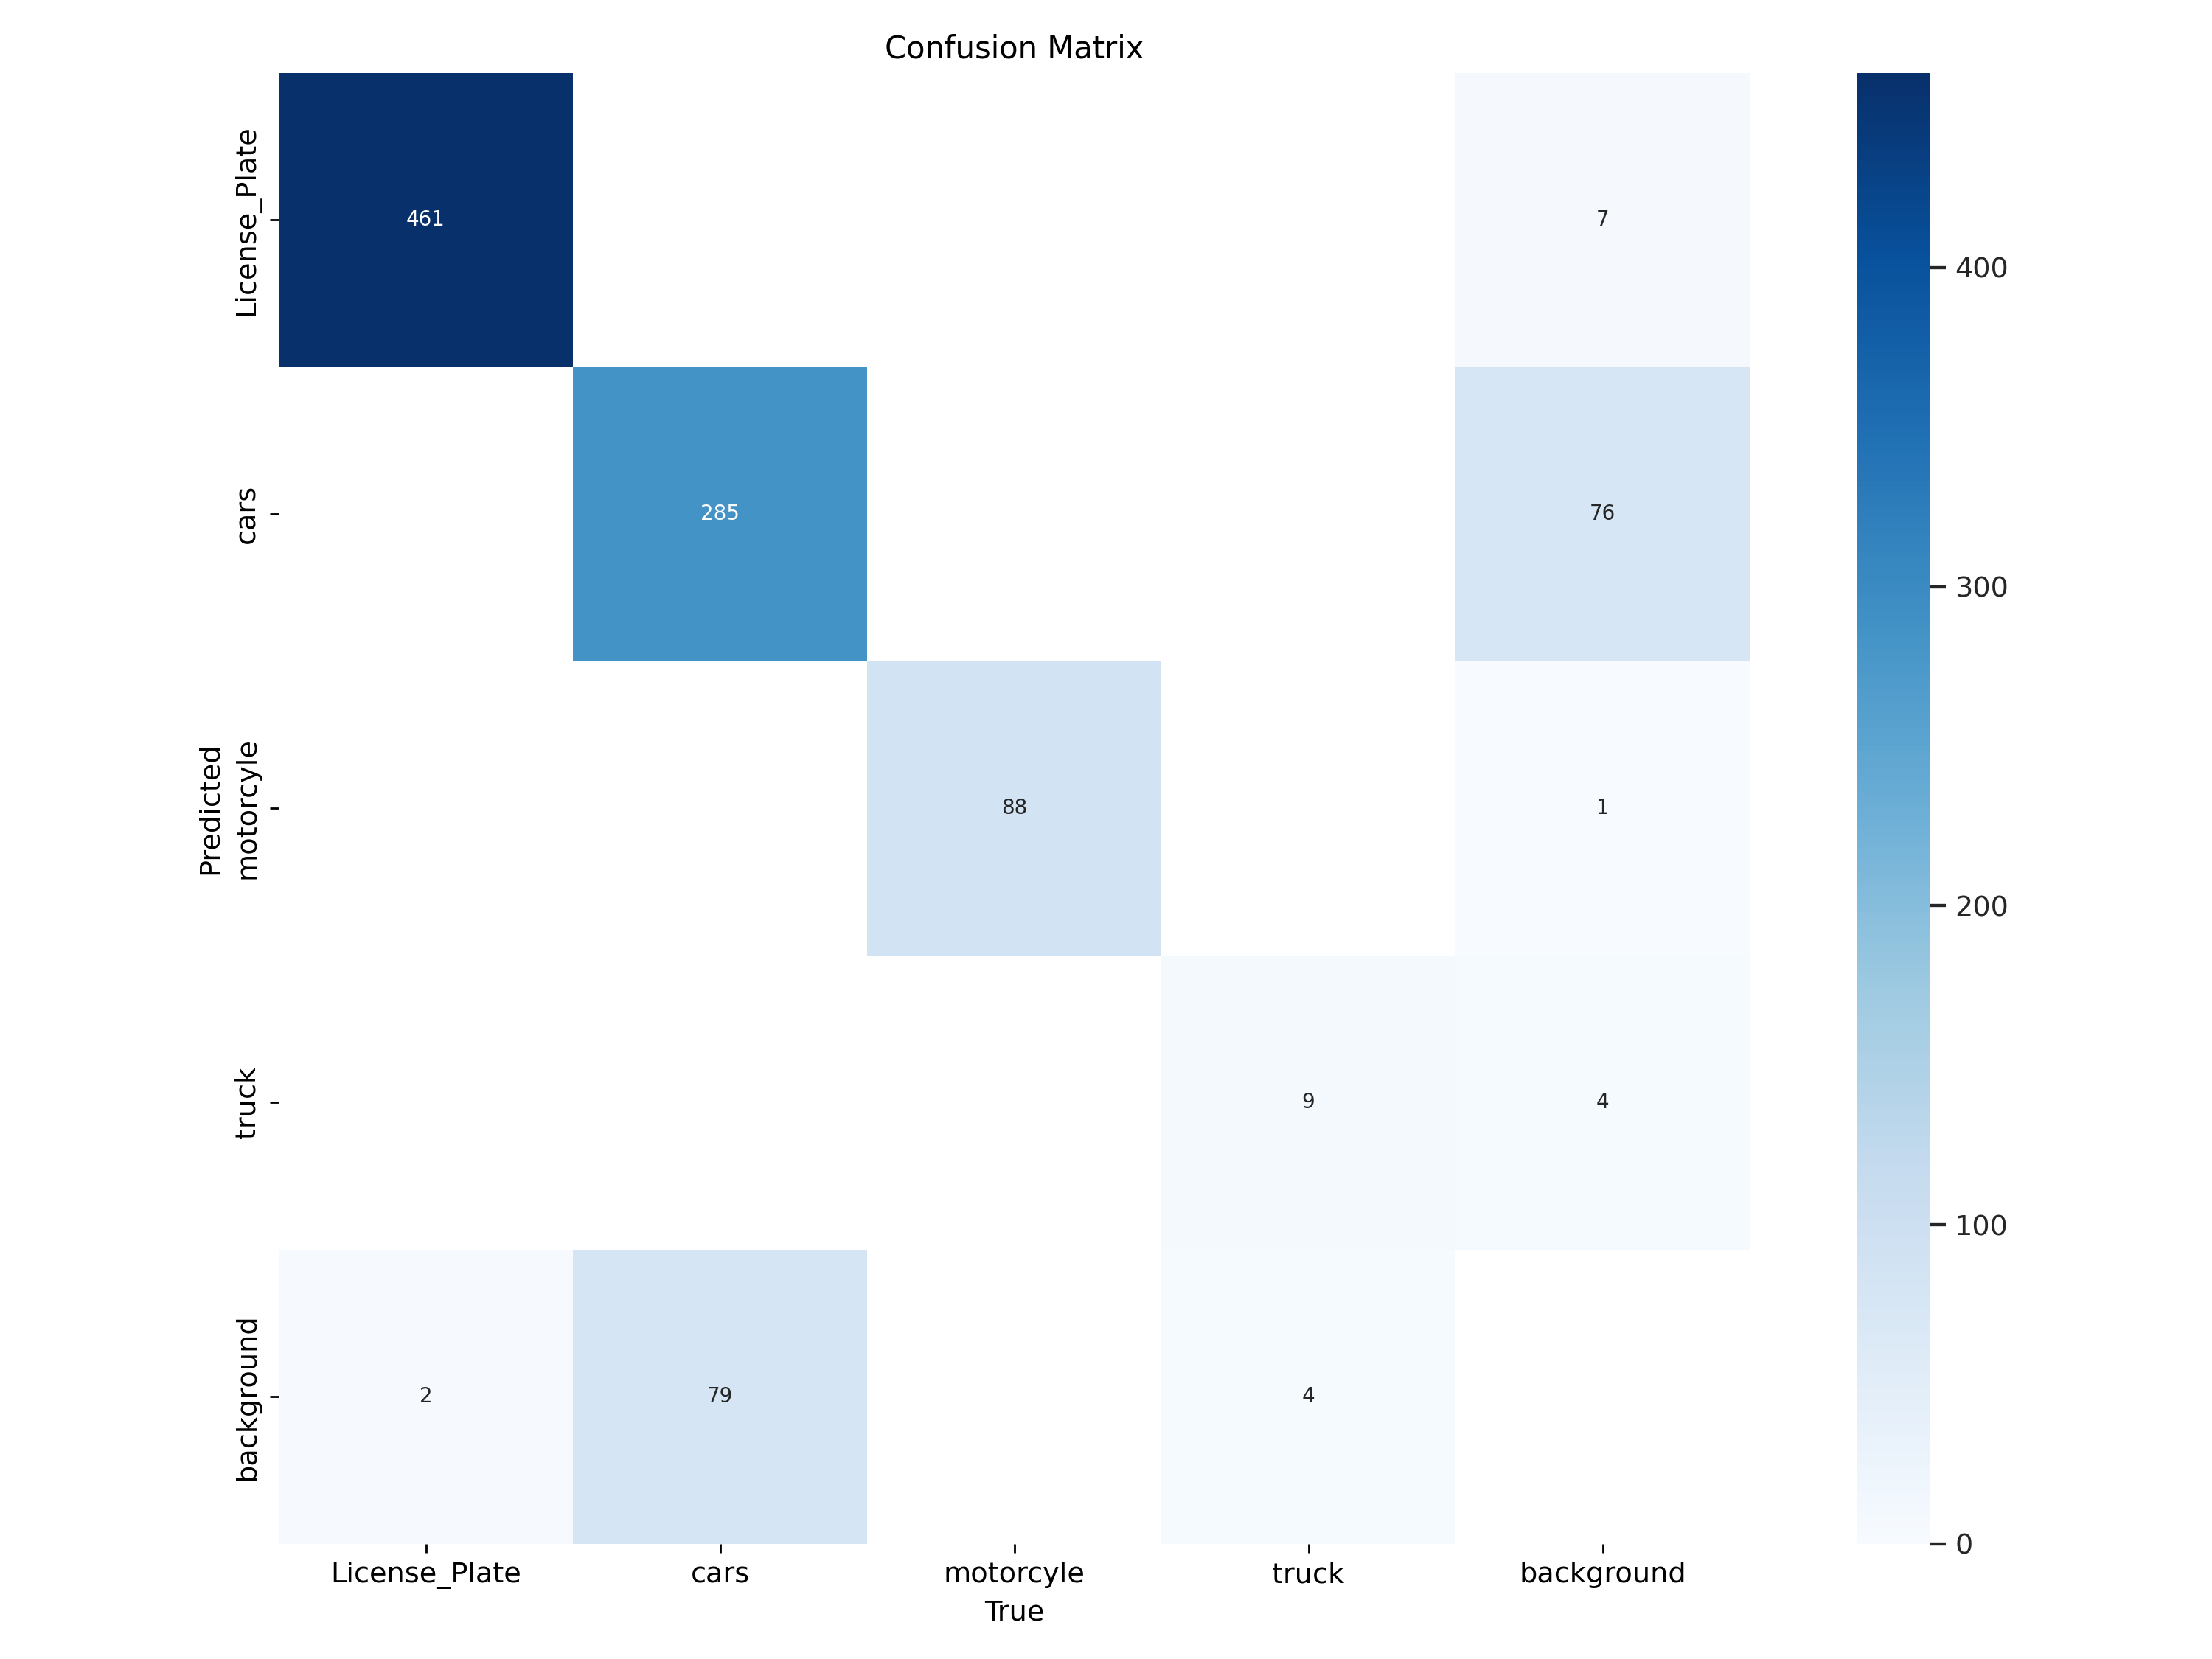 Confusion Matrix
License_Plate
461
7
400
cars
285
76
300
Predicted
motorcyle
88
1
200
truck
9
4
100
background
2
79
4
0
License_Plate
cars
motorcyle
truck
background
True